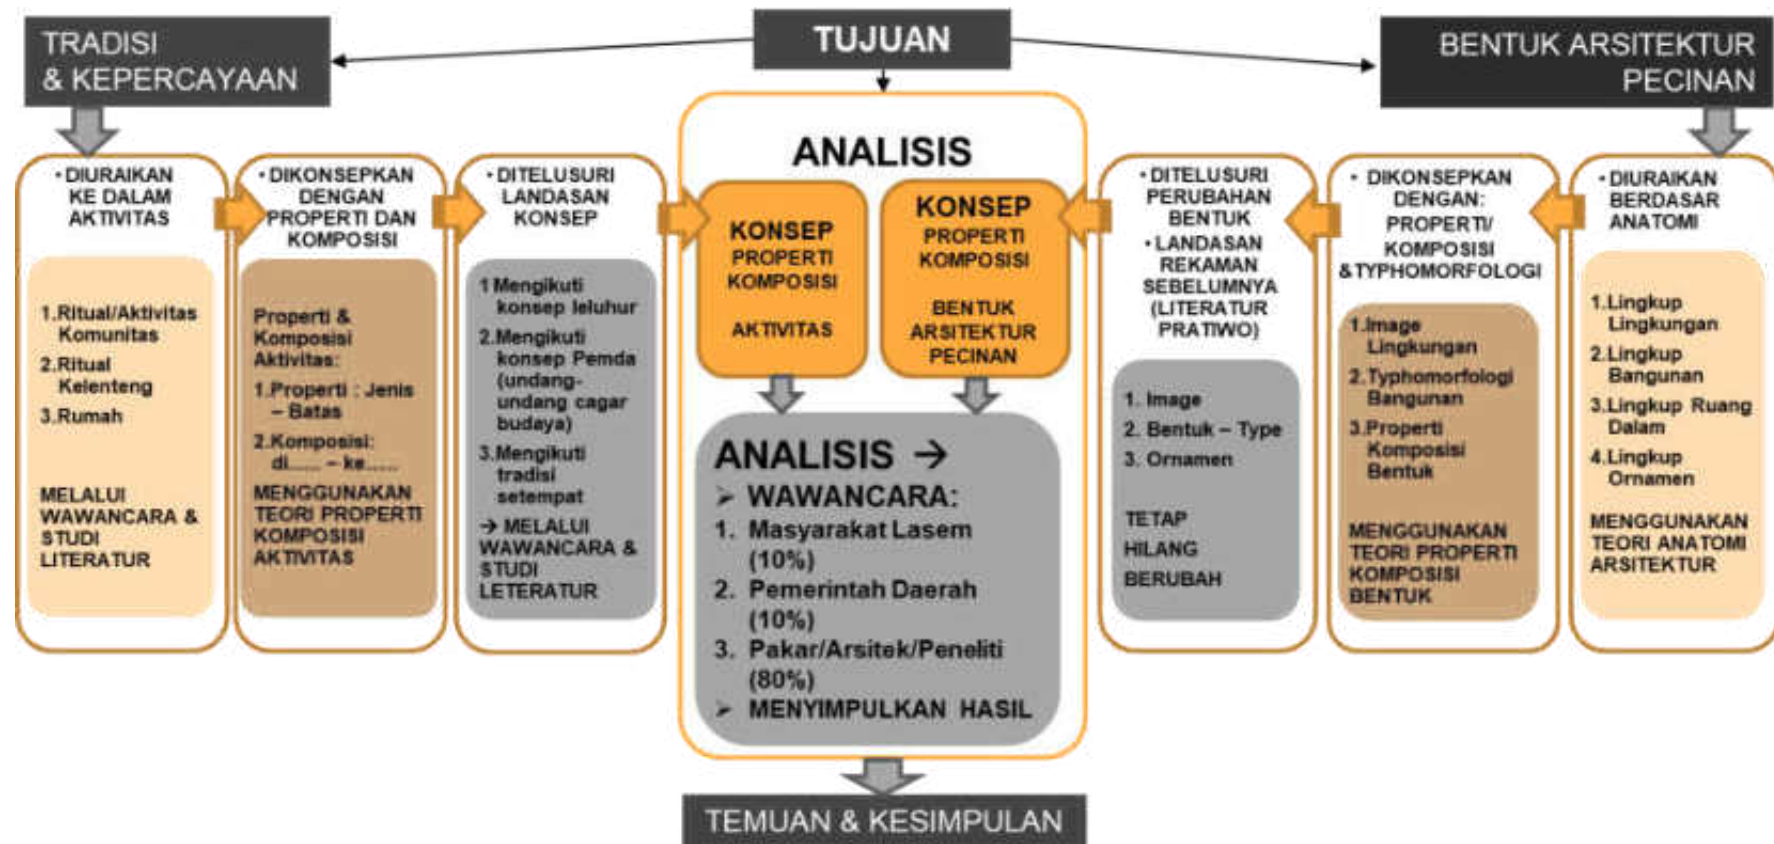 TRADISI
& KEPERCAYAAN
TUJUAN
BENTUK ARSITEKTUR
PECINAN
• DIURAIKAN
KE DALAM
AKTIVITAS
1.Ritual/Aktivitas
Komunitas
2.Ritual
Kelenteng
3.Rumah
MELALUI
WAWANCARA &
STUDI
LITERATUR
• DIKONSEPKAN
DENGAN
PROPERTI DAN
KOMPOSISI
Properti &
Komposisi
Aktivitas:
1.Properti : Jenis
– Batas
2.Komposisi:
di...... – ke......
MENGGUNAKAN
TEORI PROPERTI
KOMPOSISI
AKTIVITAS
• DITELUSURI
LANDASAN
KONSEP
1 Mengikuti
konsep leluhur
2.Mengikuti
konsep Pemda
(undang-
undang cagar
budaya)
3.Mengikuti
tradisi
setempat
→ MELALUI
WAWANCARA &
STUDI
LETERATUR
ANALISIS
KONSEP
PROPERTI
KOMPOSISI
AKTIVITAS
KONSEP
PROPERTI
KOMPOSISI
BENTUK
ARSITEKTUR
PECINAN
ANALISIS →
➢ WAWANCARA:
1. Masyarakat Lasem
(10%)
2. Pemerintah Daerah
(10%)
3. Pakar/Arsitek/Peneliti
(80%)
➢ MENYIMPULKAN HASIL
• DITELUSURI
PERUBAHAN
BENTUK
• LANDASAN
REKAMAN
SEBELUMNYA
(LITERATUR
PRATIWO)
1. Image
2. Bentuk – Type
3. Ornamen
TETAP
HILANG
BERUBAH
• DIKONSEPKAN
DENGAN:
PROPERTI/
KOMPOSISI
&TYPHOMORFOLOGI
1.Image
Lingkungan
2.Typhomorfologi
Bangunan
3.Properti
Komposisi
Bentuk
MENGGUNAKAN
TEORI PROPERTI
KOMPOSISI
BENTUK
• DIURAIKAN
BERDASAR
ANATOMI
1.Lingkup
Lingkungan
2.Lingkup
Bangunan
3.Lingkup Ruang
Dalam
4.Lingkup
Ornamen
MENGGUNAKAN
TEORI ANATOMI
ARSITEKTUR
TEMUAN & KESIMPULAN